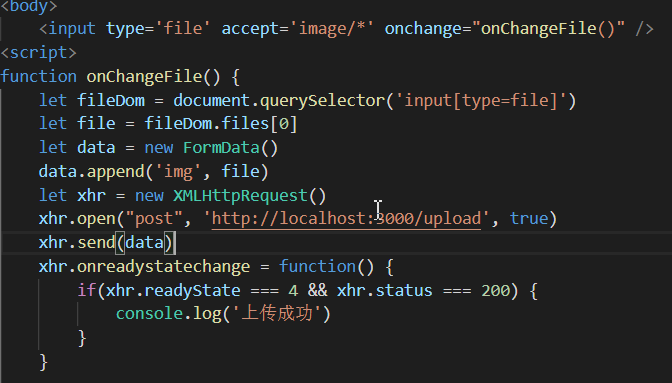 <body>
<input type='file' accept='image/*' onchange="onChangeFile()" />
<script>
function onChangeFile() {
let fileDom = document.querySelector('input[type=file]')
let file = fileDom.files[0]
let data = new FormData()
data.append('img', file)
let xhr = new XMLHttpRequest()
xhr.open("post", 'http://localhost:3000/upload', true)
xhr.send(data)
xhr.onreadystatechange = function() {
if(xhr.readyState === 4 && xhr.status === 200) {
console.log('上传成功')
}
}